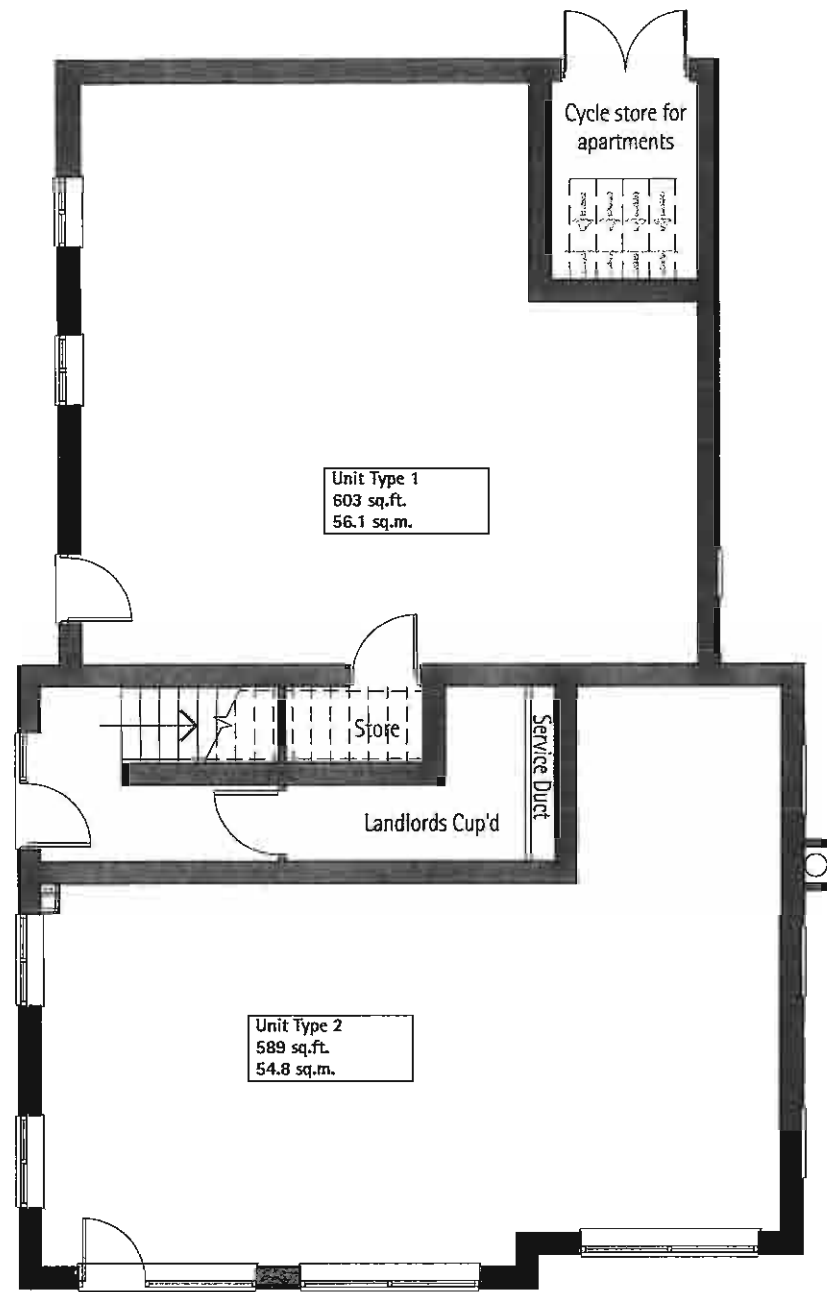 Cycle store for
apartments
Unit Type 1
603 sq.ft.
56.1 sq.m.
Store
Service Duct
Landlords Cup'd
Unit Type 2
589 sq.ft.
54.8 sq.m.